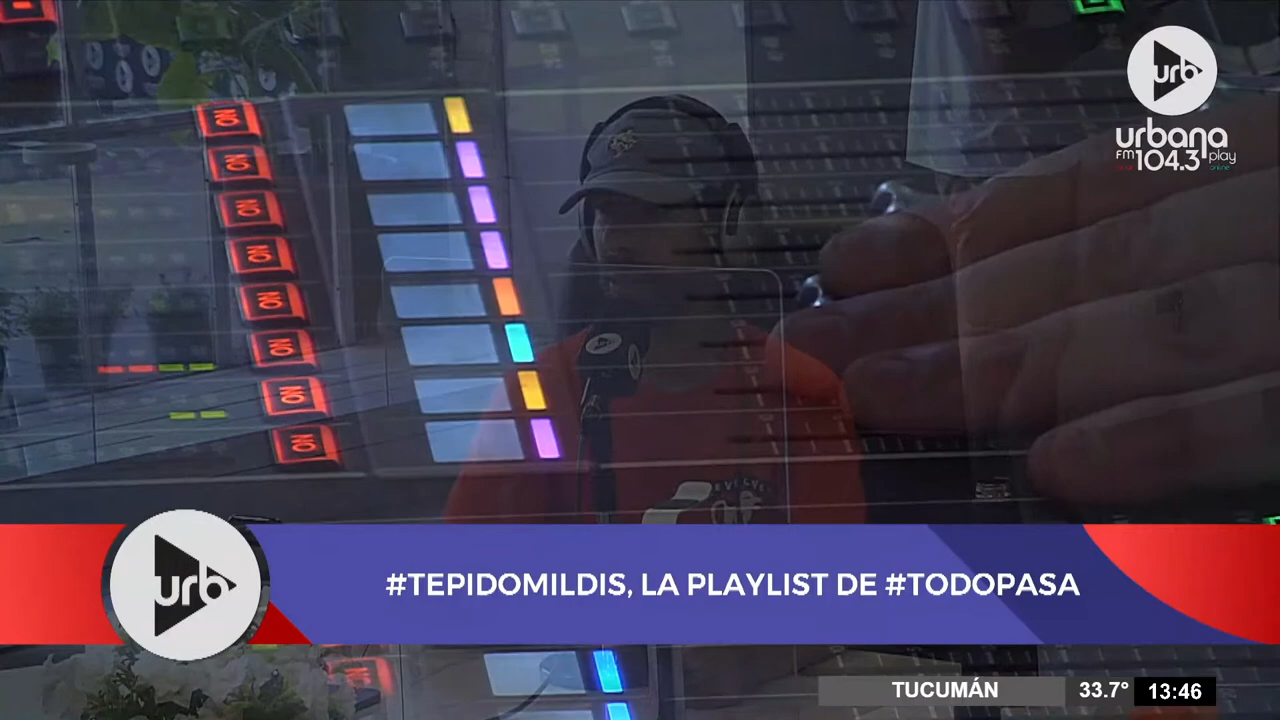 urb
urbana
FM 104.3 play
online
ON
ON
ON
ON
ON
ON
ON
ON
urb
#TEPIDOMILDIS, LA PLAYLIST DE #TODOPASA
TUCUMÁN 33.7° 13:46